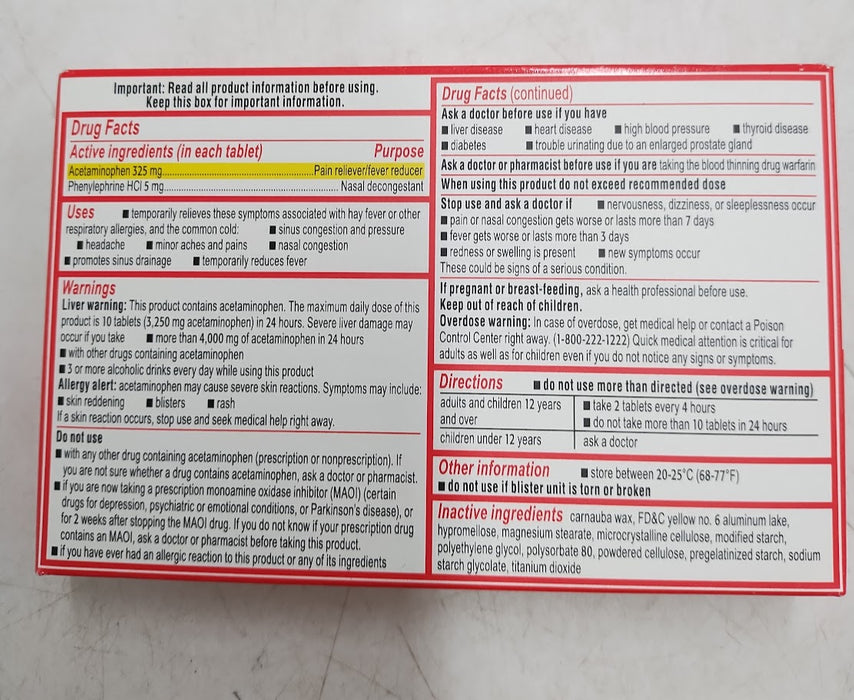 Important: Read all product information before using.
Keep this box for important information.
Drug Facts
Active ingredients (in each tablet) Purpose
Acetaminophen 325 mg..........Pain reliever/fever reducer
Phenylephrine HCl 5 mg..........Nasal decongestant
Uses ■ temporarily relieves these symptoms associated with hay fever or other
respiratory allergies, and the common cold: ■ sinus congestion and pressure
■ headache ■ minor aches and pains ■ nasal congestion
■ promotes sinus drainage ■ temporarily reduces fever
Warnings
Liver warning: This product contains acetaminophen. The maximum daily dose of this
product is 10 tablets (3,250 mg acetaminophen) in 24 hours. Severe liver damage may
occur if you take ■ more than 4,000 mg of acetaminophen in 24 hours
■ with other drugs containing acetaminophen
■ 3 or more alcoholic drinks every day while using this product
Allergy alert: acetaminophen may cause severe skin reactions. Symptoms may include:
■ skin reddening ■ blisters ■ rash
If a skin reaction occurs, stop use and seek medical help right away.
Do not use
■ with any other drug containing acetaminophen (prescription or nonprescription). If
you are not sure whether a drug contains acetaminophen, ask a doctor or pharmacist.
■ if you are now taking a prescription monoamine oxidase inhibitor (MAOI) (certain
drugs for depression, psychiatric or emotional conditions, or Parkinson's disease), or
for 2 weeks after stopping the MAOI drug. If you do not know if your prescription drug
contains an MAOI, ask a doctor or pharmacist before taking this product.
■ if you have ever had an allergic reaction to this product or any of its ingredients
Drug Facts (continued)
Ask a doctor before use if you have
■ liver disease ■ heart disease ■ high blood pressure ■ thyroid disease
■ diabetes ■ trouble urinating due to an enlarged prostate gland
Ask a doctor or pharmacist before use if you are taking the blood thinning drug warfarin
When using this product do not exceed recommended dose
Stop use and ask a doctor if ■ nervousness, dizziness, or sleeplessness occur
■ pain or nasal congestion gets worse or lasts more than 7 days
■ fever gets worse or lasts more than 3 days
■ redness or swelling is present ■ new symptoms occur
These could be signs of a serious condition.
If pregnant or breast-feeding, ask a health professional before use.
Keep out of reach of children.
Overdose warning: In case of overdose, get medical help or contact a Poison
Control Center right away. (1-800-222-1222) Quick medical attention is critical for
adults as well as for children even if you do not notice any signs or symptoms.
Directions ■ do not use more than directed (see overdose warning)
adults and children 12 years ■ take 2 tablets every 4 hours
and over ■ do not take more than 10 tablets in 24 hours
children under 12 years ask a doctor
Other information ■ store between 20-25°C (68-77°F)
■ do not use if blister unit is torn or broken
Inactive ingredients carnauba wax, FD&C yellow no. 6 aluminum lake,
hypromellose, magnesium stearate, microcrystalline cellulose, modified starch,
polyethylene glycol, polysorbate 80, powdered cellulose, pregelatinized starch, sodium
starch glycolate, titanium dioxide